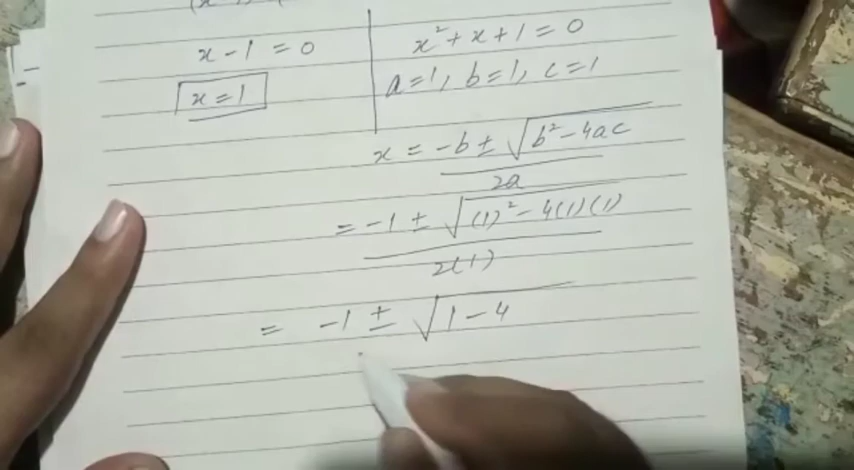 x - 1 = 0
x = 1
x² + x + 1 = 0
a = 1, b = 1, c = 1
x = -b ± √b² - 4ac
2a
= -1 ± √(1)² - 4(1)(1)
2(1)
= -1 ± √1 - 4